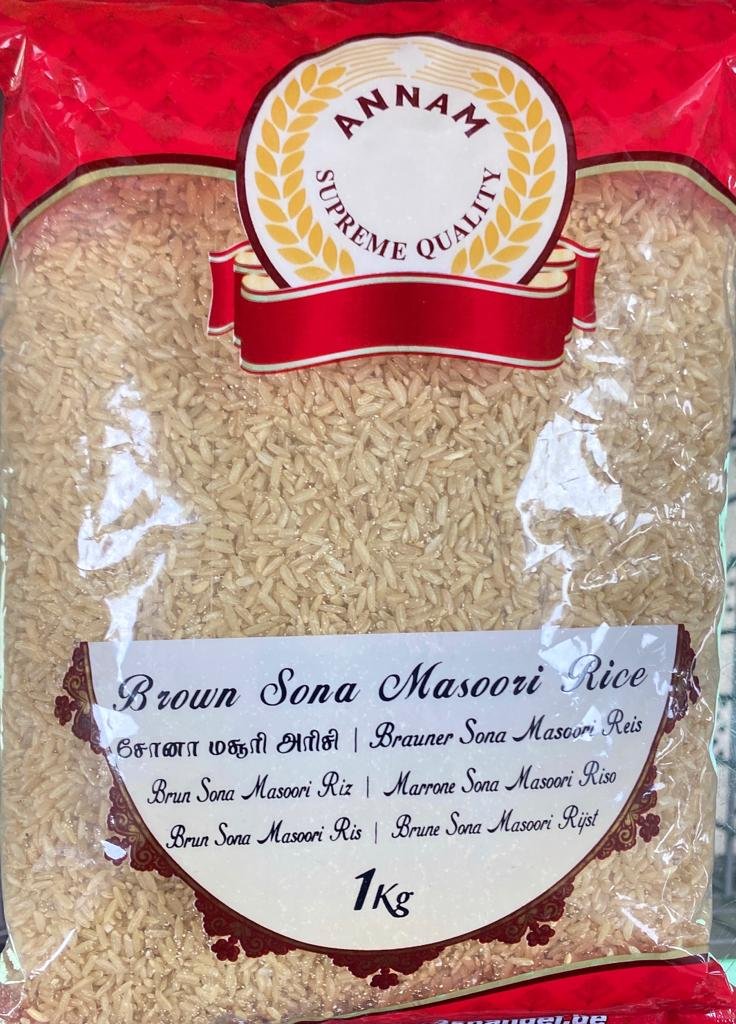 ANNAM
SUPREME QUALITY
Brown Sona Masoori Rice
சோனா மசூரி அரிசி | Brauner Sona Masoori Reis
Brun Sona Masoori Riz | Marrone Sona Masoori Riso
Brun Sona Masoori Ris | Brune Sona Masoori Rijst
1Kg